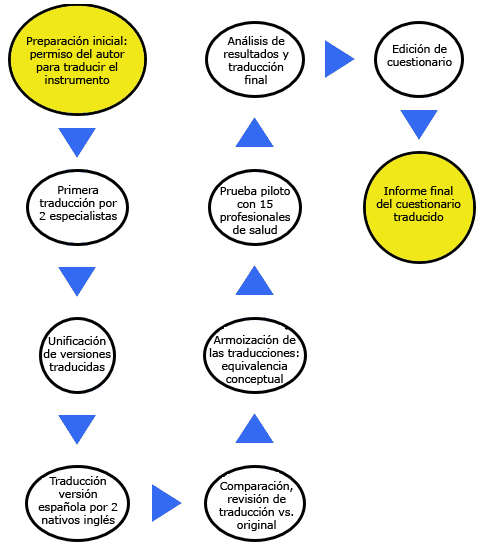 Preparación inicial:
permiso del autor
para traducir el
instrumento
Primera
traducción por
2 especialistas
Unificación
de versiones
traducidas
Traducción
versión
española por 2
nativos inglés
Comparación,
revisión de
traducción vs.
original
Armoización de
las traducciones:
equivalencia
conceptual
Prueba piloto
con 15
profesionales
de salud
Análisis de
resultados y
traducción
final
Edición de
cuestionario
Informe final
del cuestionario
traducido